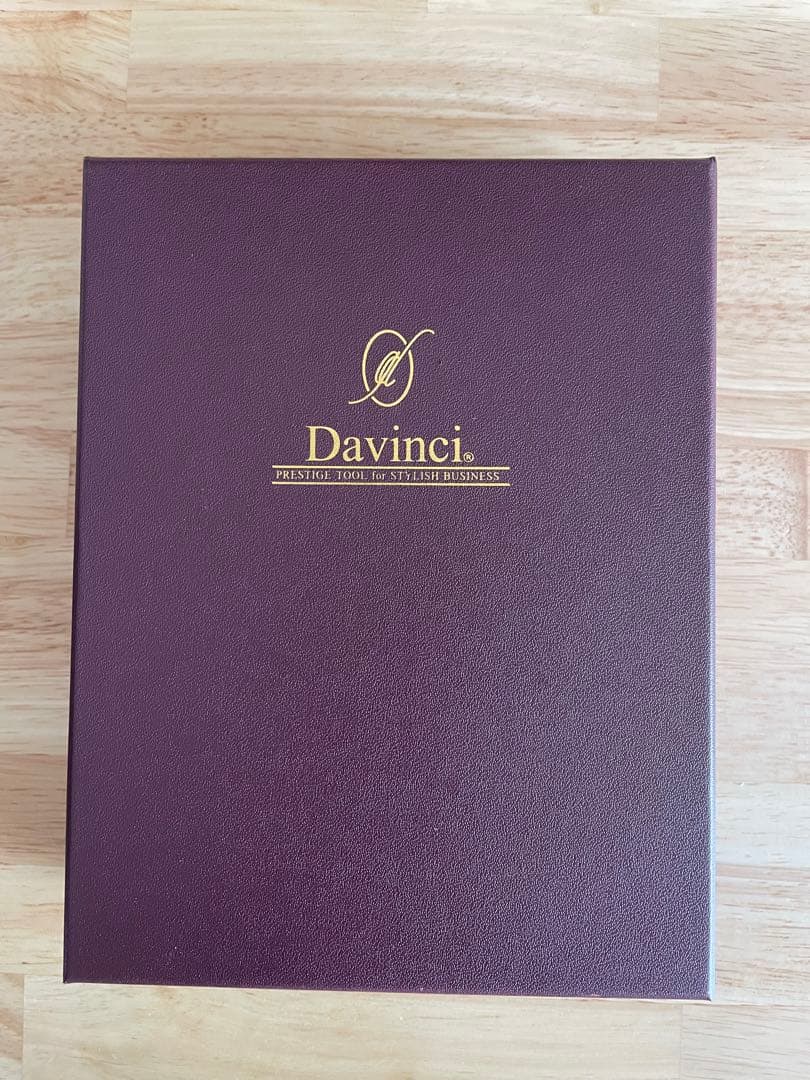 d
Davinci®
PRESTIGE TOOL for STYLISH BUSINESS